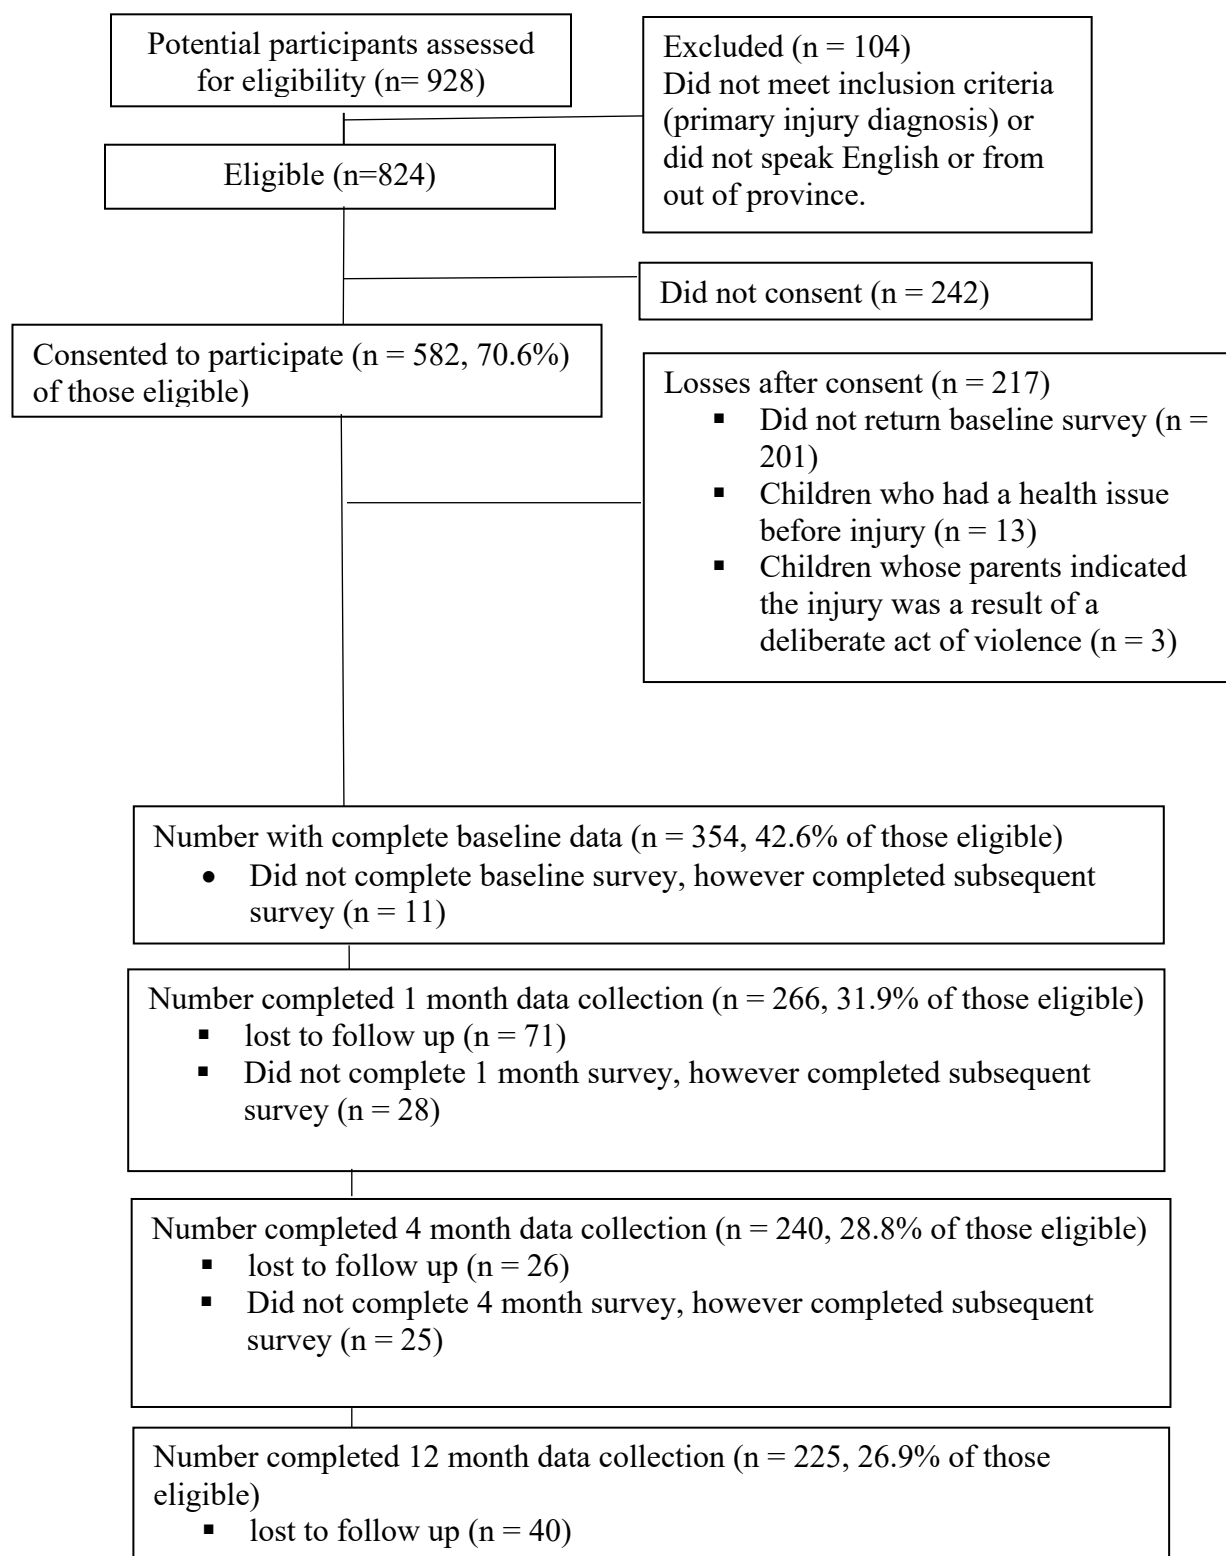 Potential participants assessed
for eligibility (n= 928)
Excluded (n = 104)
Did not meet inclusion criteria
(primary injury diagnosis) or
did not speak English or from
out of province.
Eligible (n=824)
Did not consent (n = 242)
Consented to participate (n = 582, 70.6%)
of those eligible)
Losses after consent (n = 217)
▪ Did not return baseline survey (n =
201)
▪ Children who had a health issue
before injury (n = 13)
▪ Children whose parents indicated
the injury was a result of a
deliberate act of violence (n = 3)
Number with complete baseline data (n = 354, 42.6% of those eligible)
• Did not complete baseline survey, however completed subsequent
survey (n = 11)
Number completed 1 month data collection (n = 266, 31.9% of those eligible)
▪ lost to follow up (n = 71)
▪ Did not complete 1 month survey, however completed subsequent
survey (n = 28)
Number completed 4 month data collection (n = 240, 28.8% of those eligible)
▪ lost to follow up (n = 26)
▪ Did not complete 4 month survey, however completed subsequent
survey (n = 25)
Number completed 12 month data collection (n = 225, 26.9% of those
eligible)
▪ lost to follow up (n = 40)